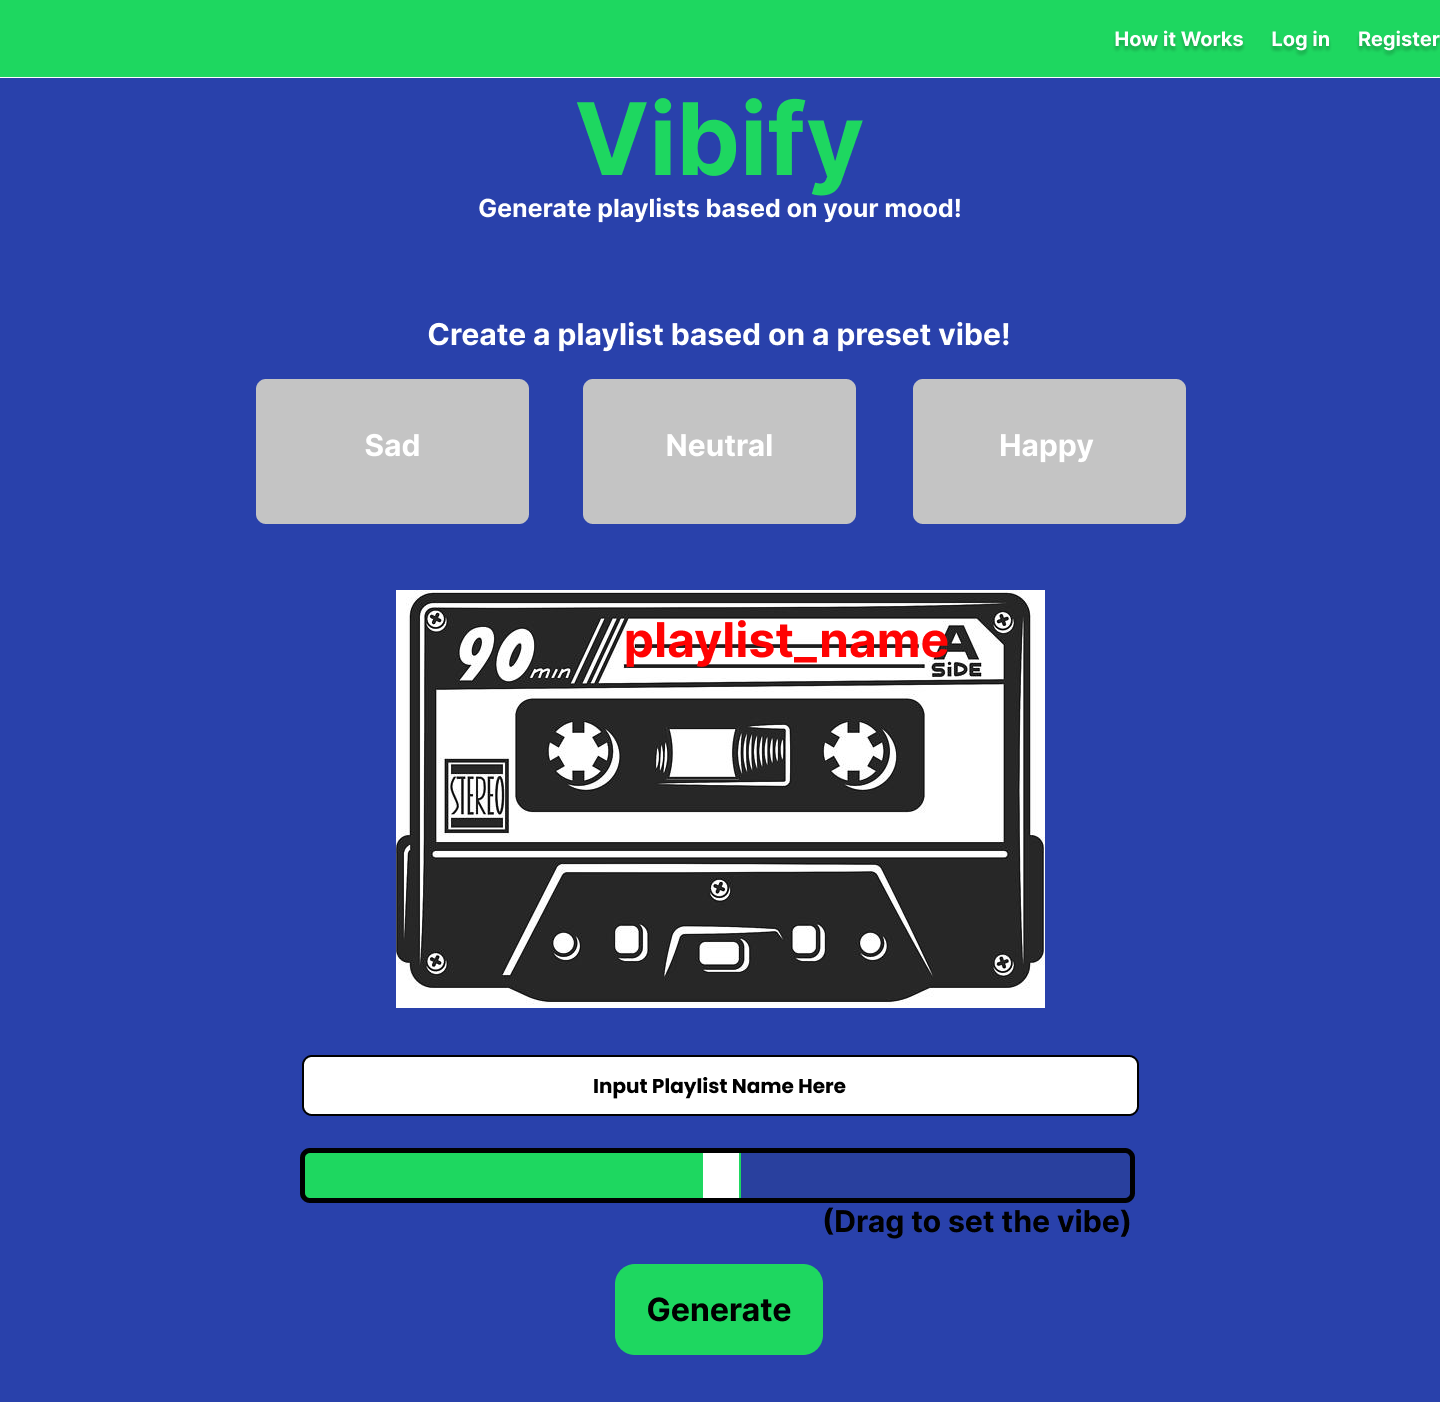 How it Works Log in Register
Vibify
Generate playlists based on your mood!
Create a playlist based on a preset vibe!
Sad Neutral Happy
90 min playlist_name A
SiDE
STEREO
Input Playlist Name Here
(Drag to set the vibe)
Generate